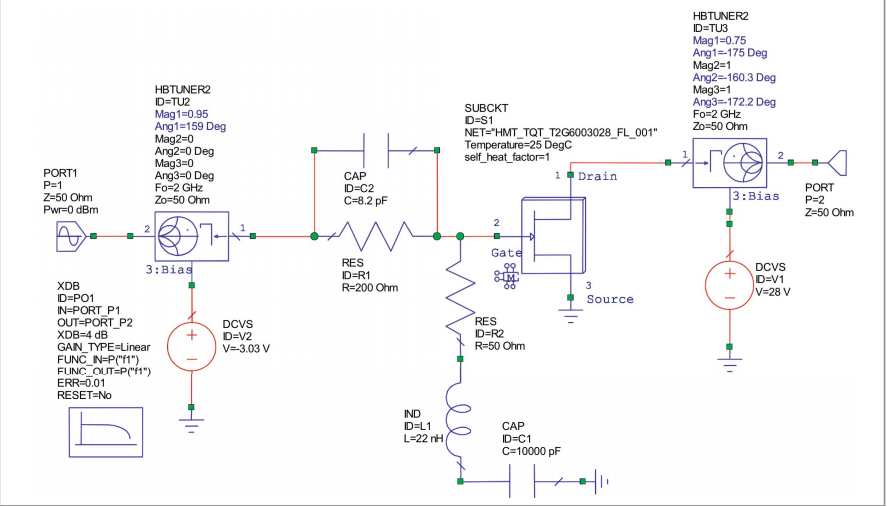 HBTUNER2
ID=TU3
Mag1=0.75
Ang1=-175 Deg
Mag2=1
Ang2=-160.3 Deg
Mag3=1
Ang3=-172.2 Deg
Fo=2 GHz
Zo=50 Ohm
1
2
3:Bias
HBTUNER2
ID=TU2
Mag1=0.95
Ang1=159 Deg
Mag2=0
Ang2=0 Deg
Mag3=0
Ang3=0 Deg
Fo=2 GHz
Zo=50 Ohm
2
1
3:Bias
SUBCKT
ID=S1
NET="HMT_TQT_T2G6003028_FL_001"
Temperature=25 DegC
self_heat_factor=1
1 Drain
2
Gate
M
3
Source
CAP
ID=C2
C=8.2 pF
PORT1
P=1
Z=50 Ohm
Pwr=0 dBm
PORT
P=2
Z=50 Ohm
RES
ID=R1
R=200 Ohm
DCVS
ID=V1
V=28 V
XDB
ID=PO1
IN=PORT_P1
OUT=PORT_P2
XDB=4 dB
GAIN_TYPE=Linear
FUNC_IN=P("f1")
FUNC_OUT=P("f1")
ERR=0.01
RESET=No
DCVS
ID=V2
V=-3.03 V
RES
ID=R2
R=50 Ohm
IND
ID=L1
L=22 nH
CAP
ID=C1
C=10000 pF